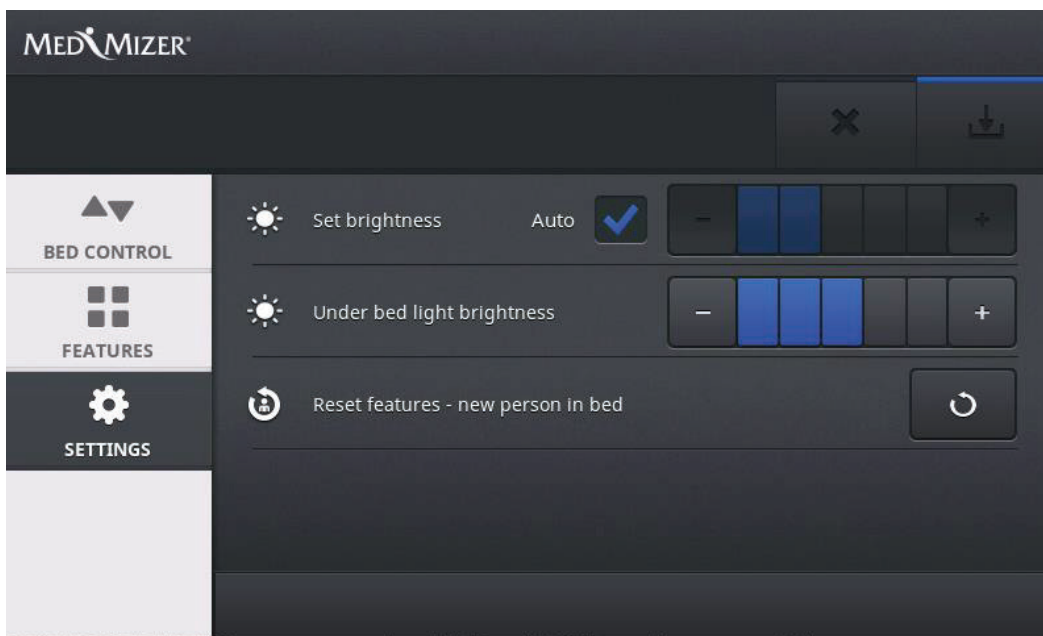 MEDMIZER®
BED CONTROL
FEATURES
SETTINGS
Set brightness Auto - +
Under bed light brightness - +
Reset features - new person in bed